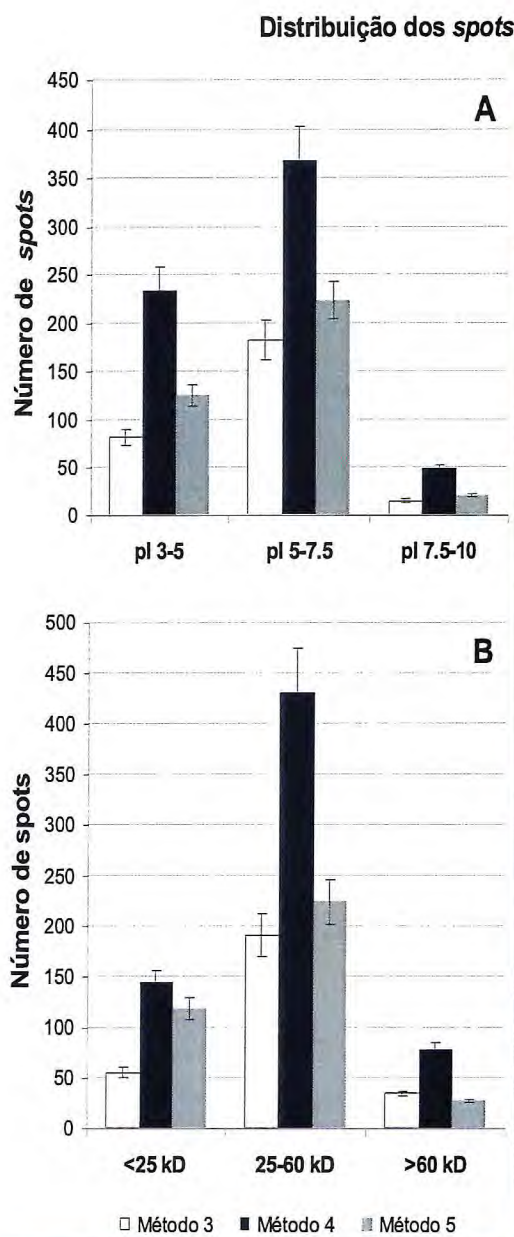 Distribuição dos spots
A
Número de spots
450
400
350
300
250
200
150
100
50
0
pI 3-5 pI 5-7.5 pI 7.5-10
B
Número de spots
500
450
400
350
300
250
200
150
100
50
0
<25 kD 25-60 kD >60 kD
Método 3 Método 4 Método 5